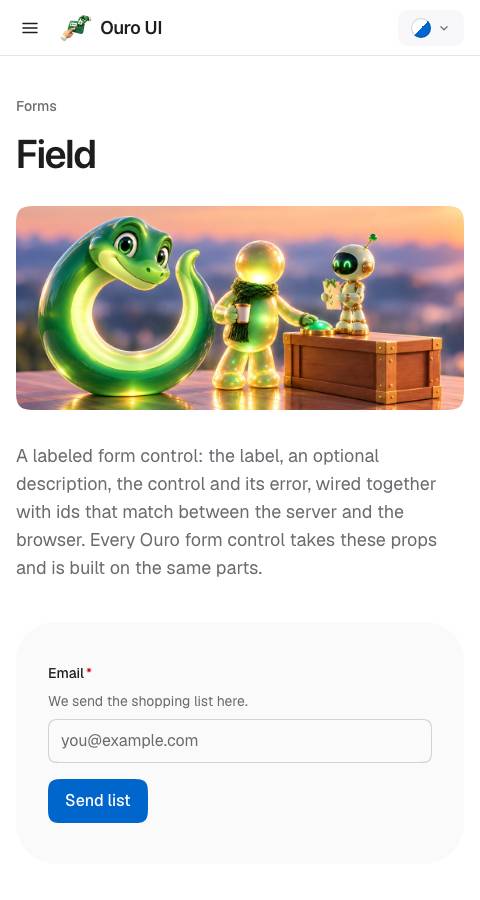 Ouro UI
Forms
Field
A labeled form control: the label, an optional
description, the control and its error, wired together
with ids that match between the server and the
browser. Every Ouro form control takes these props
and is built on the same parts.
Email *
We send the shopping list here.
you@example.com
Send list